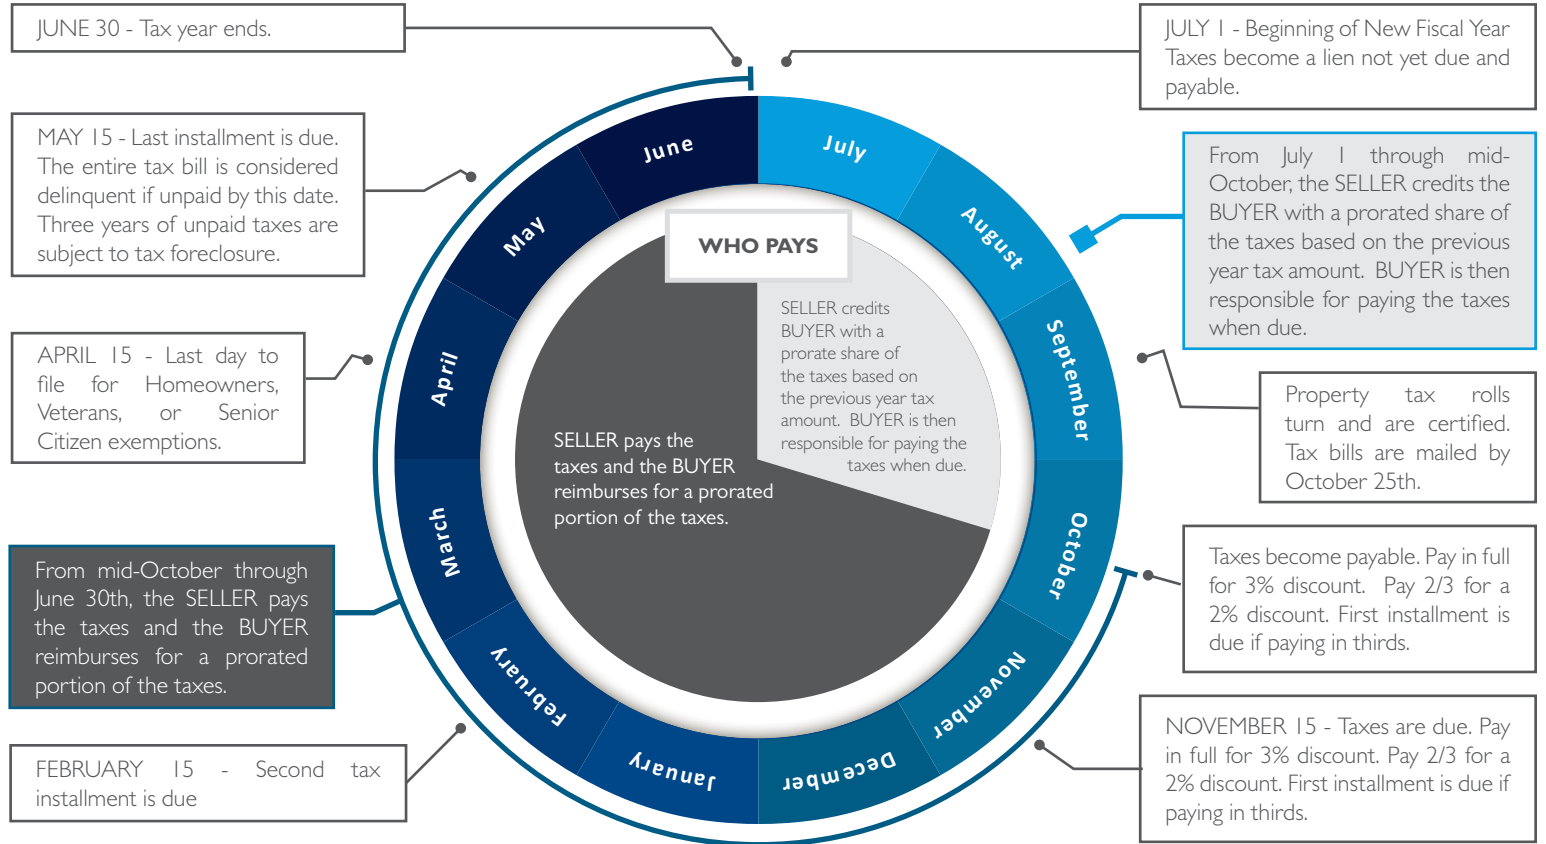 JUNE 30 - Tax year ends.
JULY 1 - Beginning of New Fiscal Year
Taxes become a lien not yet due and
payable.
MAY 15 - Last installment is due.
The entire tax bill is considered
delinquent if unpaid by this date.
Three years of unpaid taxes are
subject to tax foreclosure.
From July 1 through mid-
October, the SELLER credits the
BUYER with a prorated share of
the taxes based on the previous
year tax amount. BUYER is then
responsible for paying the taxes
when due.
APRIL 15 - Last day to
file for Homeowners,
Veterans, or Senior
Citizen exemptions.
Property tax rolls
turn and are certified.
Tax bills are mailed by
October 25th.
From mid-October through
June 30th, the SELLER pays
the taxes and the BUYER
reimburses for a prorated
portion of the taxes.
Taxes become payable. Pay in full
for 3% discount. Pay 2/3 for a
2% discount. First installment is
due if paying in thirds.
FEBRUARY 15 - Second tax
installment is due
NOVEMBER 15 - Taxes are due. Pay
in full for 3% discount. Pay 2/3 for a
2% discount. First installment is due if
paying in thirds.
July
August
September
October
November
December
January
February
March
April
May
June
WHO PAYS
SELLER credits
BUYER with a
prorate share of
the taxes based on
the previous year tax
amount. BUYER is then
responsible for paying the
taxes when due.
SELLER pays the
taxes and the BUYER
reimburses for a prorated
portion of the taxes.